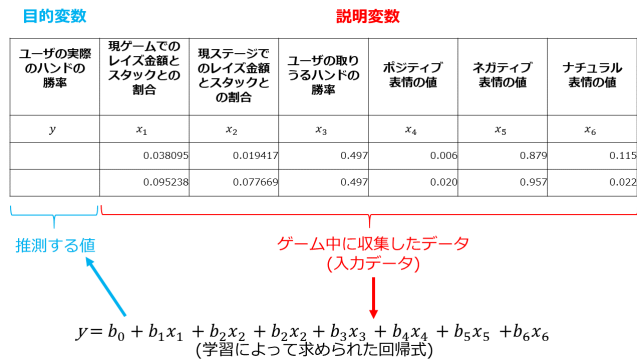 目的変数
説明変数
ユーザの実際
のハンドの
勝率
現ゲームでの
レイズ金額と
スタックとの
割合
現ステージで
のレイズ金額
とスタックと
の割合
ユーザの取り
うるハンドの
勝率
ポジティブ
表情の値
ネガティブ
表情の値
ナチュラル
表情の値
y x₁ x₂ x₃ x₄ x₅ x₆
0.038095 0.019417 0.497 0.006 0.879 0.115
0.095238 0.077669 0.497 0.020 0.957 0.022
推測する値
ゲーム中に収集したデータ
(入力データ)
y = b₀ + b₁x₁ + b₂x₂ + b₂x₂ + b₃x₃ + b₄x₄ + b₅x₅ +b₆x₆
(学習によって求められた回帰式)